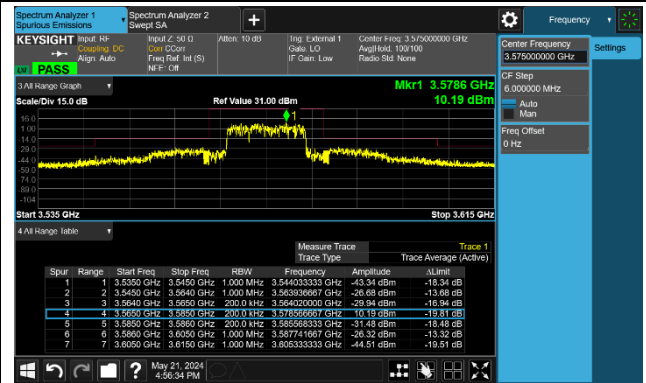 Spectrum Analyzer 1
Spurious Emissions
Spectrum Analyzer 2
Swept SA
Frequency
KEYSIGHT
Input: RF
Coupling: DC
Align: Auto
Input Z: 50 Ω
Corr CCorr
Freq Ref: Int (S)
NFE: Off
Atten: 10 dB
Trig: External 1
Gate: LO
IF Gain: Low
Center Freq: 3.575000000 GHz
Avg|Hold: 100/100
Radio Std: None
PASS
Center Frequency
3.575000000 GHz
Settings
CF Step
6.000000 MHz
Auto
Man
Freq Offset
0 Hz
3 All Range Graph
Mkr1 3.5786 GHz
Scale/Div 15.0 dB
Ref Value 31.00 dBm
10.19 dBm
1
16.0
1.00
-14.0
-29.0
-44.0
-59.0
-74.0
-89.0
-104
Start 3.535 GHz
Stop 3.615 GHz
4 All Range Table
Measure Trace Trace 1
Trace Type Trace Average (Active)
Spur Range Start Freq Stop Freq RBW Frequency Amplitude ΔLimit
1 1 3.5350 GHz 3.5450 GHz 1.000 MHz 3.544033333 GHz -43.34 dBm -18.34 dB
2 2 3.5450 GHz 3.5640 GHz 1.000 MHz 3.563936667 GHz -26.68 dBm -13.68 dB
3 3 3.5640 GHz 3.5650 GHz 200.0 kHz 3.564020000 GHz -29.94 dBm -16.94 dB
4 4 3.5650 GHz 3.5850 GHz 200.0 kHz 3.578566667 GHz 10.19 dBm -19.81 dB
5 5 3.5850 GHz 3.5860 GHz 200.0 kHz 3.585568333 GHz -31.48 dBm -18.48 dB
6 6 3.5860 GHz 3.6050 GHz 1.000 MHz 3.587741667 GHz -26.32 dBm -13.32 dB
7 7 3.6050 GHz 3.6150 GHz 1.000 MHz 3.605333333 GHz -44.51 dBm -19.51 dB
May 21, 2024
4:56:34 PM